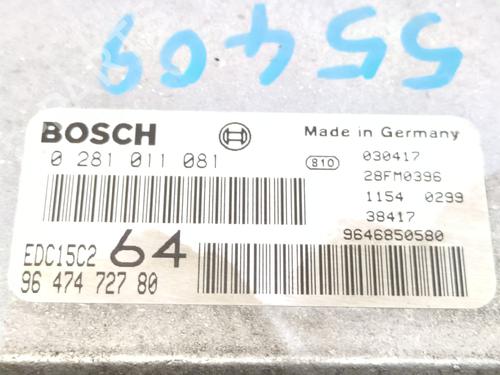 55409
BOSCH
Made in Germany
0 281 011 081
810
030417
28FM0396
1154 0299
38417
9646850580
EDC15C2 64
96 474 727 80